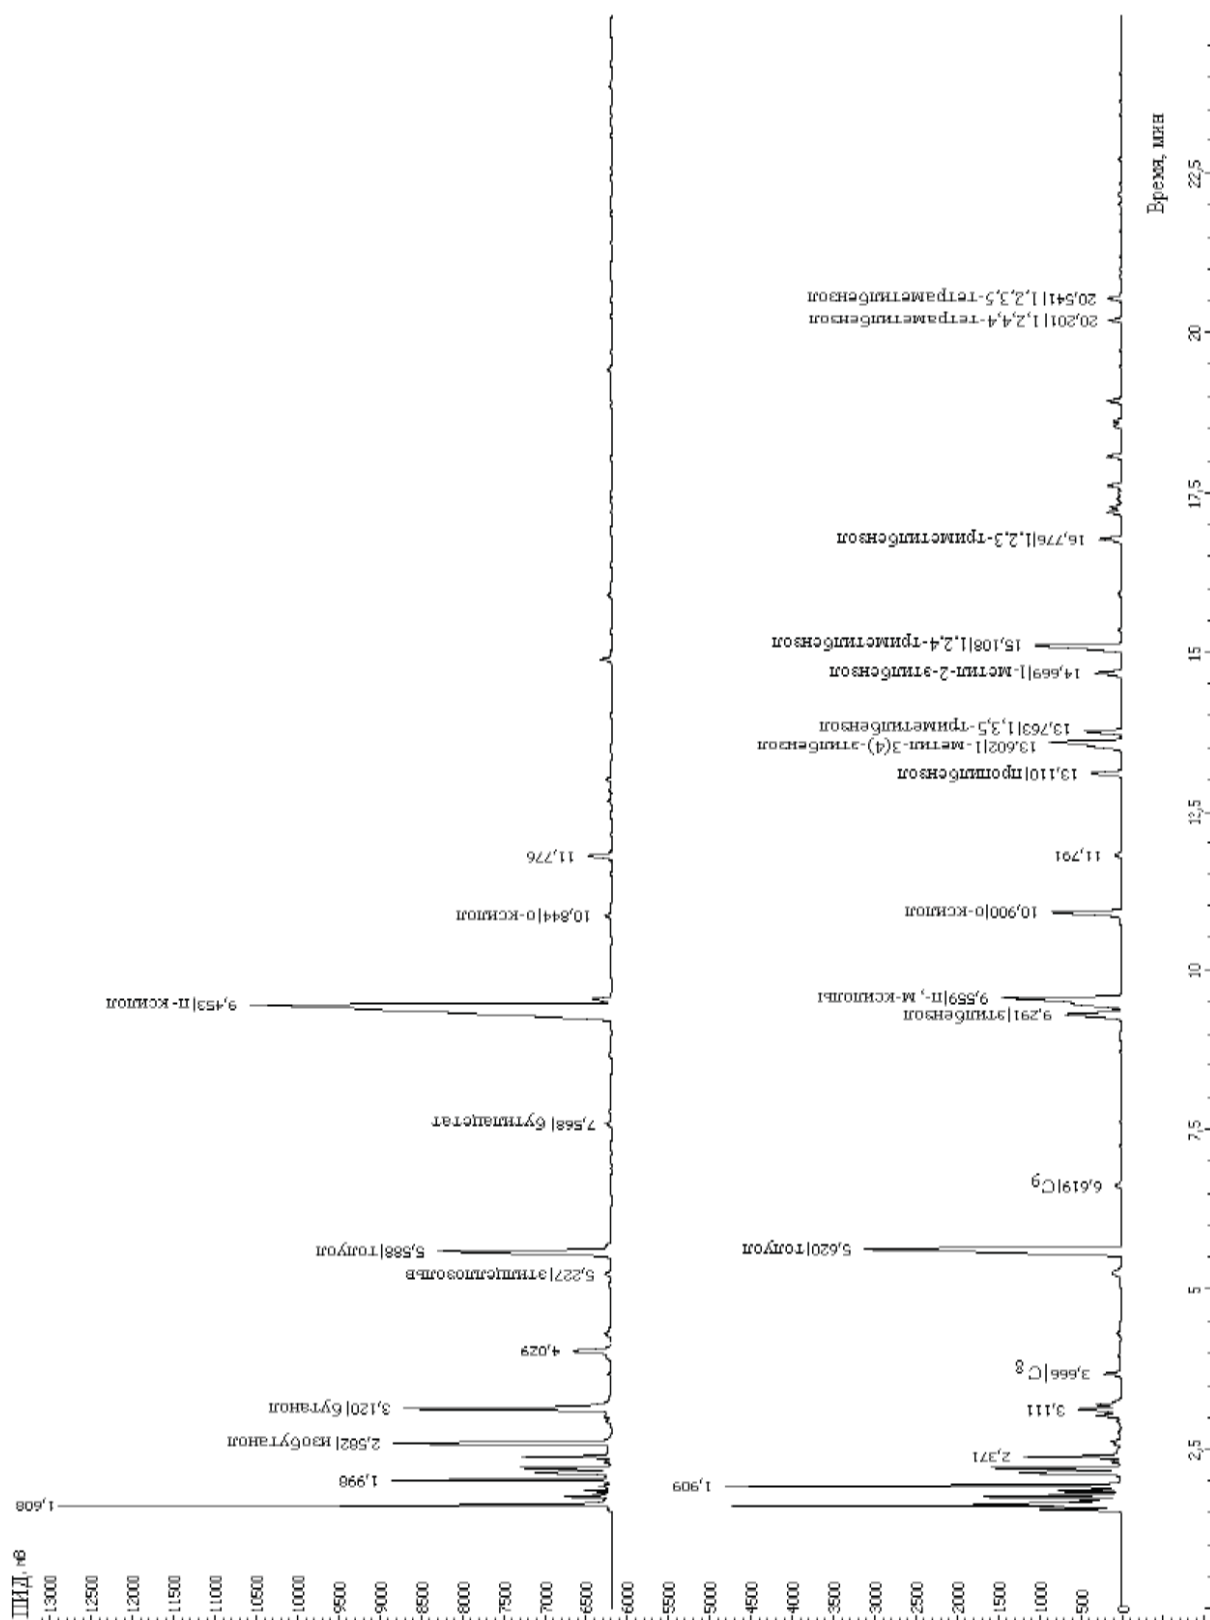 ПИД, мВ
13000
12500
12000
11500
11000
10500
10000
9500
9000
8500
8000
7500
7000
6500
6000
5500
5000
4500
4000
3500
3000
2500
2000
1500
1000
500
0
1,608
1,998
2,582|изобутанол
3,120|бутанол
4,029
5,227|этилцеллозольв
5,588|толуол
7,568|бутилацетат
9,453|п-ксилол
10,844|о-ксилол
11,776
1,909
2,371
3,111
3,666|C8
5,620|толуол
6,619|C9
9,291|этилбензол
9,559|п-, м-ксилолы
10,900|о-ксилол
11,791
13,110|пропилбензол
13,602|1-метил-3(4)-этилбензол
13,763|1,3,5-триметилбензол
14,669|1-метил-2-этилбензол
15,108|1,2,4-триметилбензол
16,776|1,2,3-триметилбензол
20,201|1,2,4,4-тетраметилбензол
20,541|1,2,3,5-тетраметилбензол
2,5
5
7,5
10
12,5
15
17,5
20
22,5
Время, мин